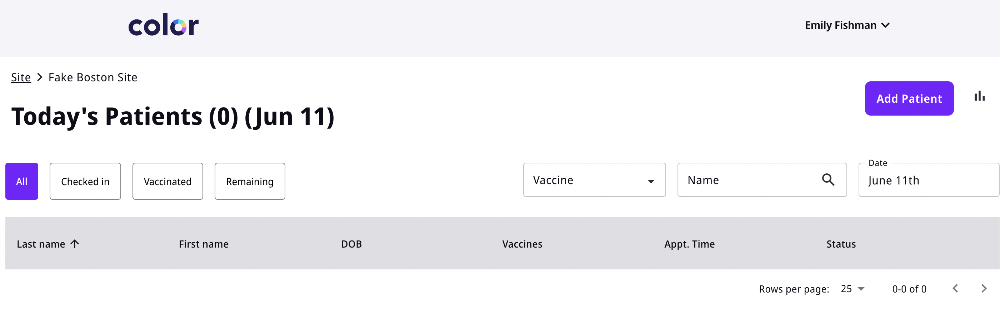 color
Emily Fishman
Site > Fake Boston Site
Add Patient
Today's Patients (0) (Jun 11)
All Checked in Vaccinated Remaining Vaccine Name Date June 11th
Last name First name DOB Vaccines Appt. Time Status
Rows per page: 25 0-0 of 0